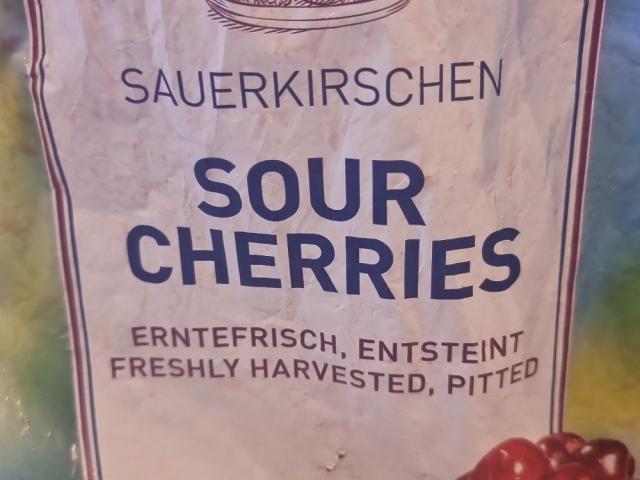 SAUERKIRSCHEN
SOUR
CHERRIES
ERNTEFRISCH, ENTSTEINT
FRESHLY HARVESTED, PITTED